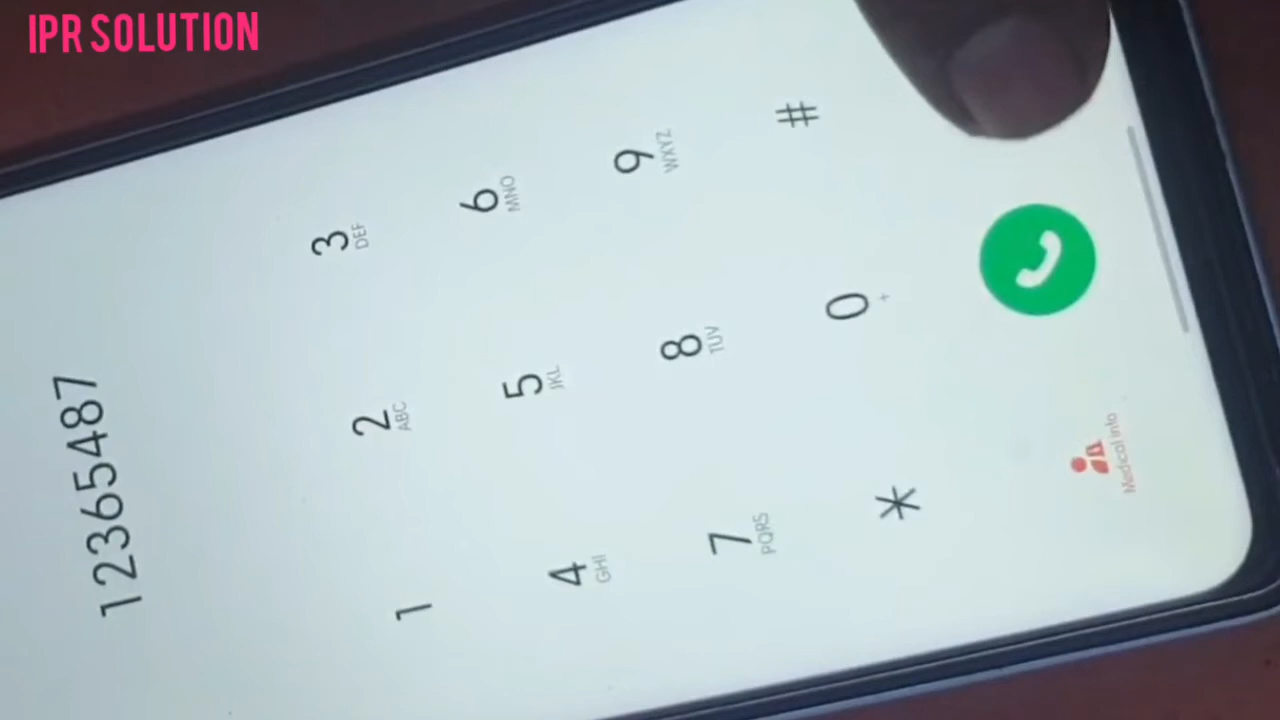 IPR SOLUTION
12365487
1
2 ABC
3 DEF
4 GHI
5 JKL
6 MNO
7 PQRS
8 TUV
9 WXYZ
*
0 +
#
Medical info